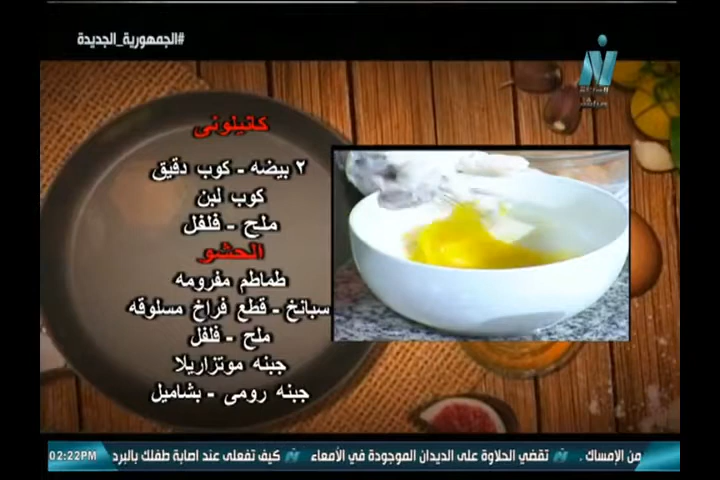 #الجمهورية_الجديدة
كانيلونى
٢ بيضه - كوب دقيق
كوب لبن
ملح - فلفل
الحشو
طماطم مفرومه
سبانخ - قطع فراخ مسلوقه
ملح - فلفل
جبنه موتزاريلا
جبنه رومى - بشاميل
من الإمساك . تقضي الحلاوة على الديدان الموجودة في الأمعاء كيف تفعلى عند اصابة طفلك بالبرد
02:22PM